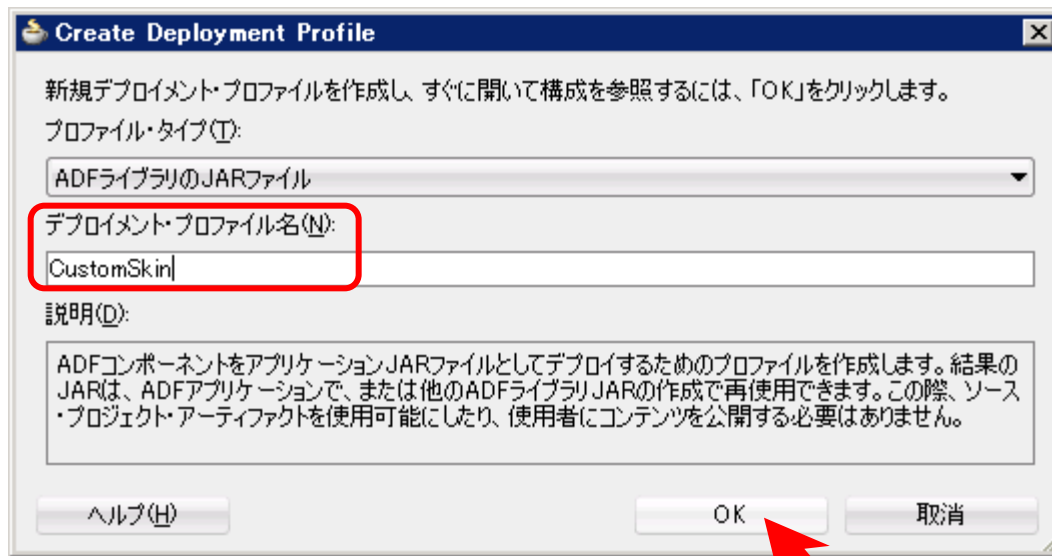 Create Deployment Profile
新規デプロイメント・プロファイルを作成し、すぐに開いて構成を参照するには、「OK」をクリックします。
プロファイル・タイプ(T):
ADFライブラリのJARファイル
デプロイメント・プロファイル名(N):
CustomSkin
説明(D):
ADFコンポーネントをアプリケーションJARファイルとしてデプロイするためのプロファイルを作成します。結果の
JARは、ADFアプリケーションで、または他のADFライブラリJARの作成で再使用できます。この際、ソース
・プロジェクト・アーティファクトを使用可能にしたり、使用者にコンテンツを公開する必要はありません。
ヘルプ(H)
OK
取消